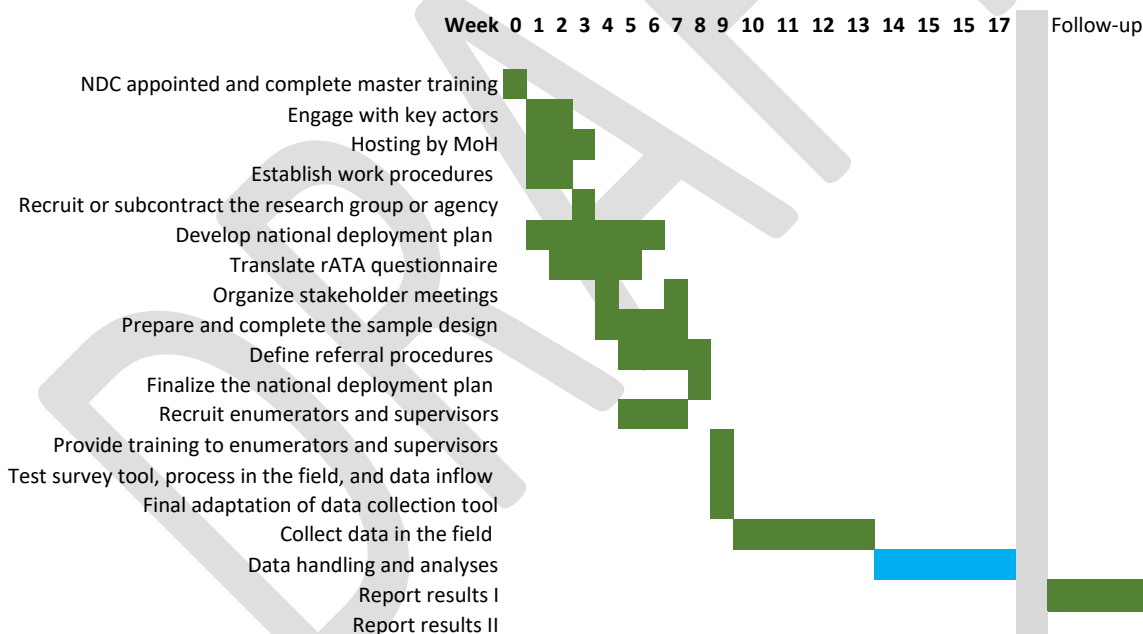 Week 0 1 2 3 4 5 6 7 8 9 10 11 12 13 14 15 15 17 Follow-up
NDC appointed and complete master training
Engage with key actors
Hosting by MoH
Establish work procedures
Recruit or subcontract the research group or agency
Develop national deployment plan
Translate rATA questionnaire
Organize stakeholder meetings
Prepare and complete the sample design
Define referral procedures
Finalize the national deployment plan
Recruit enumerators and supervisors
Provide training to enumerators and supervisors
Test survey tool, process in the field, and data inflow
Final adaptation of data collection tool
Collect data in the field
Data handling and analyses
Report results I
Report results II